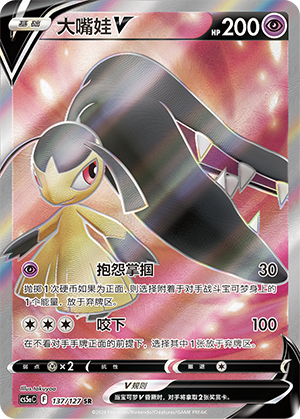 基础
大嘴娃V
HP 200
抱怨掌掴 30
抛掷1次硬币如果为正面,则选择附着于对手战斗宝可梦身上的
1个能量,放于弃牌区。
咬下 100
在不看对手手牌正面的前提下,选择其中1张放于弃牌区。
弱点 ×2 抗性 撤退
V规则
当宝可梦V昏厥时,对手将拿取2张奖赏卡。
Illus.tokuyoo
CS5aC F 137/127 SR